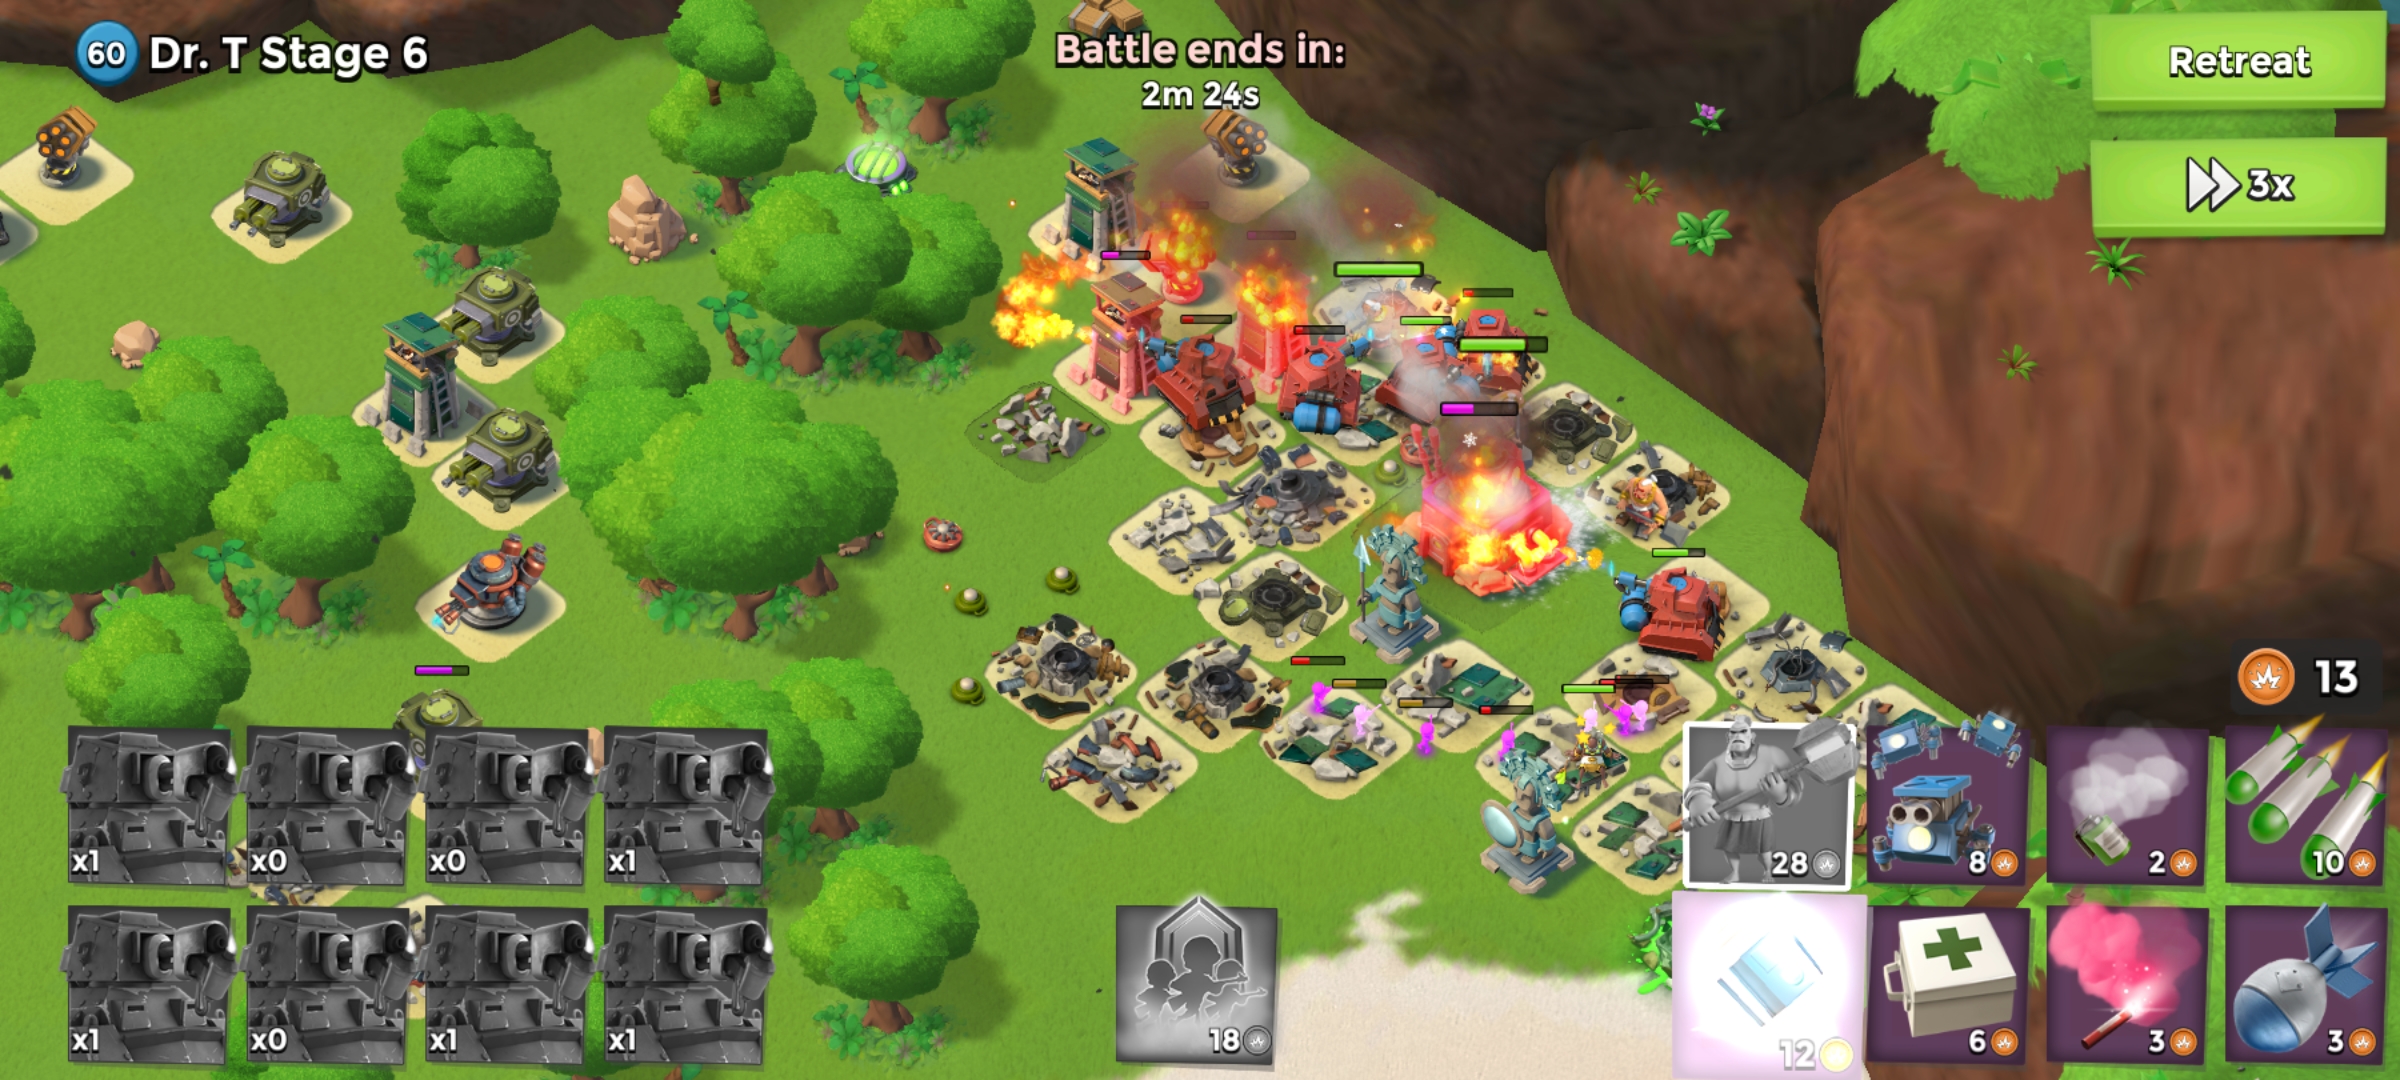 60 Dr. T Stage 6
Battle ends in:
2m 24s
Retreat
3x
13
x1 x0 x0 x1
28 8 2 10
x1 x0 x1 x1
18 12 6 3 3